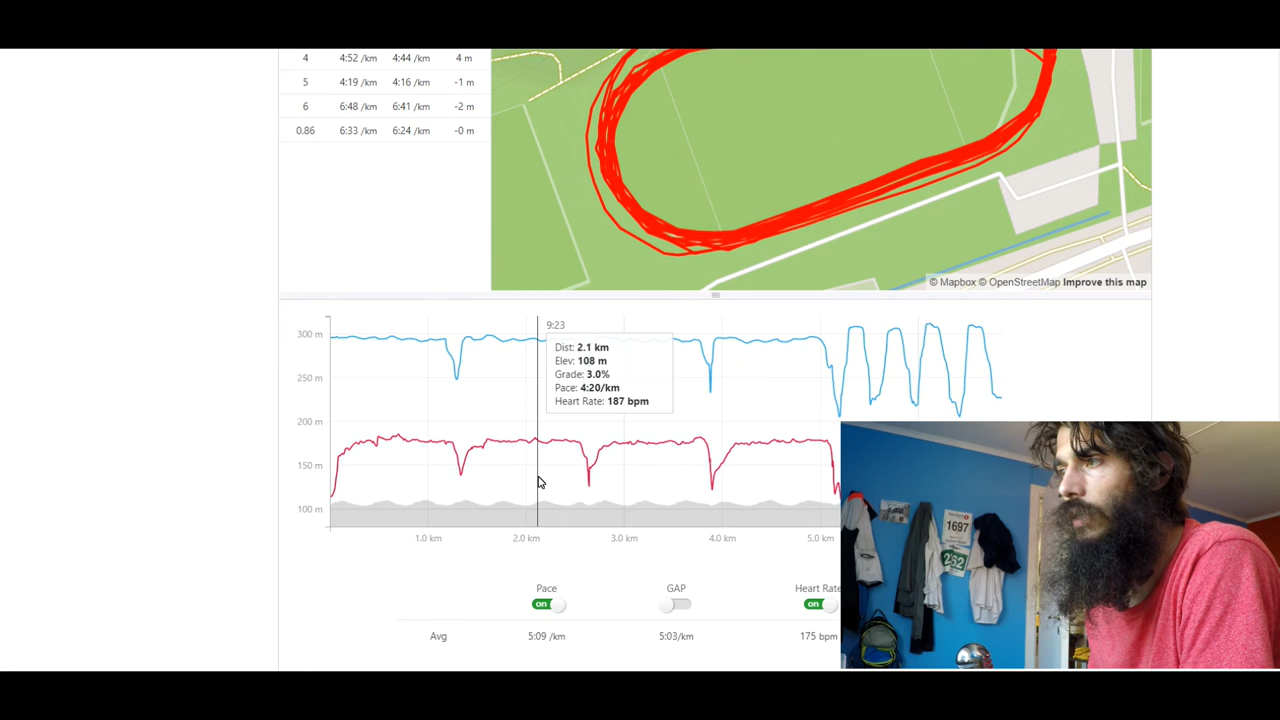 4 4:52 /km 4:44 /km 4 m
5 4:19 /km 4:16 /km -1 m
6 6:48 /km 6:41 /km -2 m
0.86 6:33 /km 6:24 /km -0 m
© Mapbox © OpenStreetMap Improve this map
9:23
Dist: 2.1 km
Elev: 108 m
Grade: 3.0%
Pace: 4:20/km
Heart Rate: 187 bpm
300 m
250 m
200 m
150 m
100 m
1.0 km 2.0 km 3.0 km 4.0 km 5.0 km
Pace GAP Heart Rate
on on
Avg 5:09 /km 5:03/km 175 bpm
1697
262